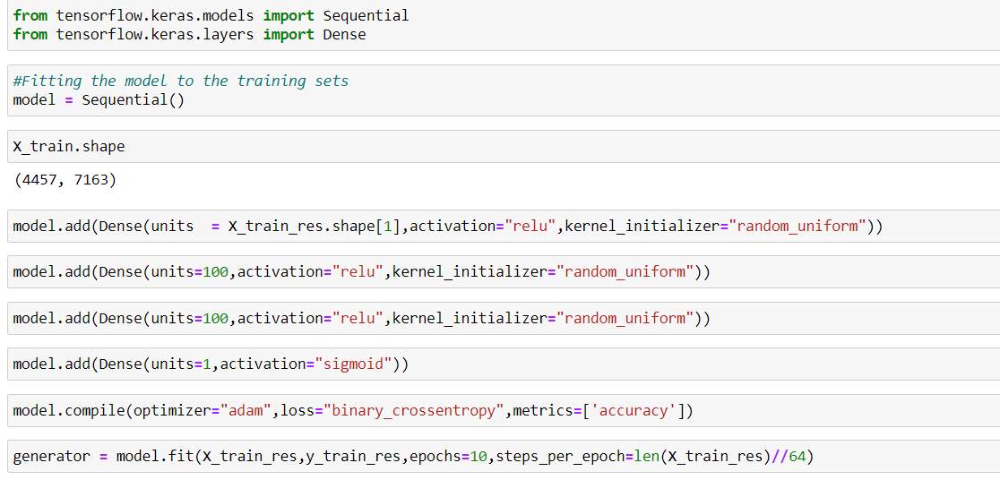 from tensorflow.keras.models import Sequential
from tensorflow.keras.layers import Dense
#Fitting the model to the training sets
model = Sequential()
X_train.shape
(4457, 7163)
model.add(Dense(units  = X_train_res.shape[1],activation="relu",kernel_initializer="random_uniform"))
model.add(Dense(units=100,activation="relu",kernel_initializer="random_uniform"))
model.add(Dense(units=100,activation="relu",kernel_initializer="random_uniform"))
model.add(Dense(units=1,activation="sigmoid"))
model.compile(optimizer="adam",loss="binary_crossentropy",metrics=['accuracy'])
generator = model.fit(X_train_res,y_train_res,epochs=10,steps_per_epoch=len(X_train_res)//64)